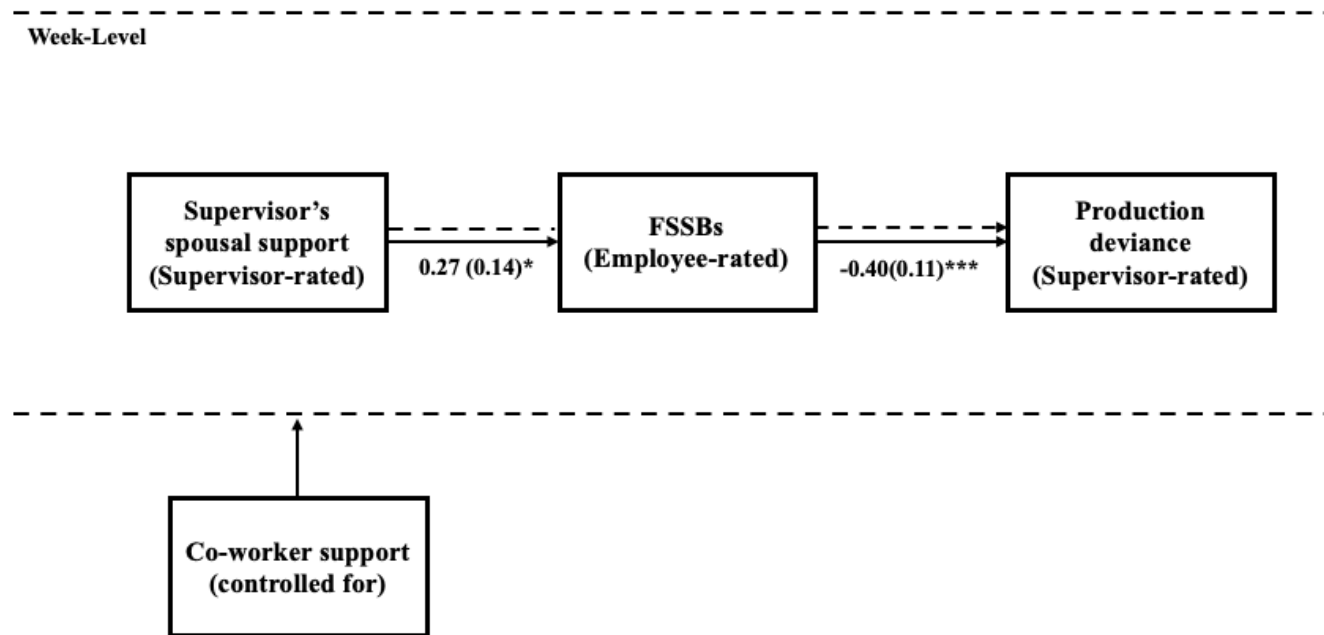 Week-Level
Supervisor's
spousal support
(Supervisor-rated)
0.27 (0.14)*
FSSBs
(Employee-rated)
-0.40(0.11)***
Production
deviance
(Supervisor-rated)
Co-worker support
(controlled for)